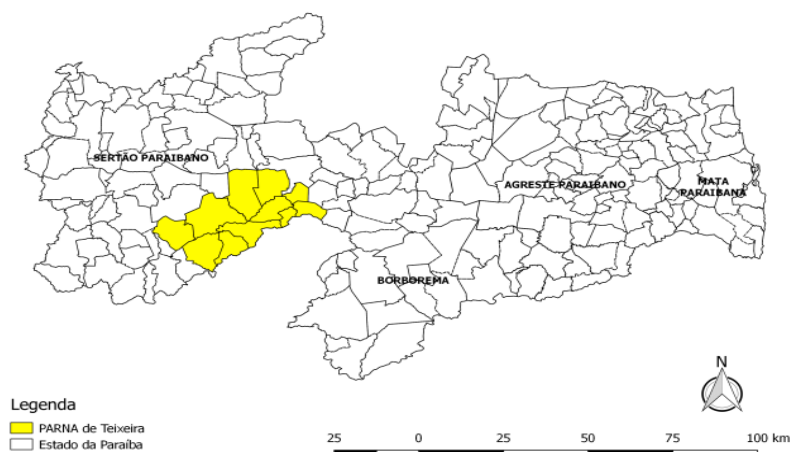 SERTÃO PARAIBANO
AGRESTE PARAIBANO
MATA
PARAIBANA
BORBOREMA
N
Legenda
PARNA de Teixeira
Estado da Paraíba
25 0 25 50 75 100 km